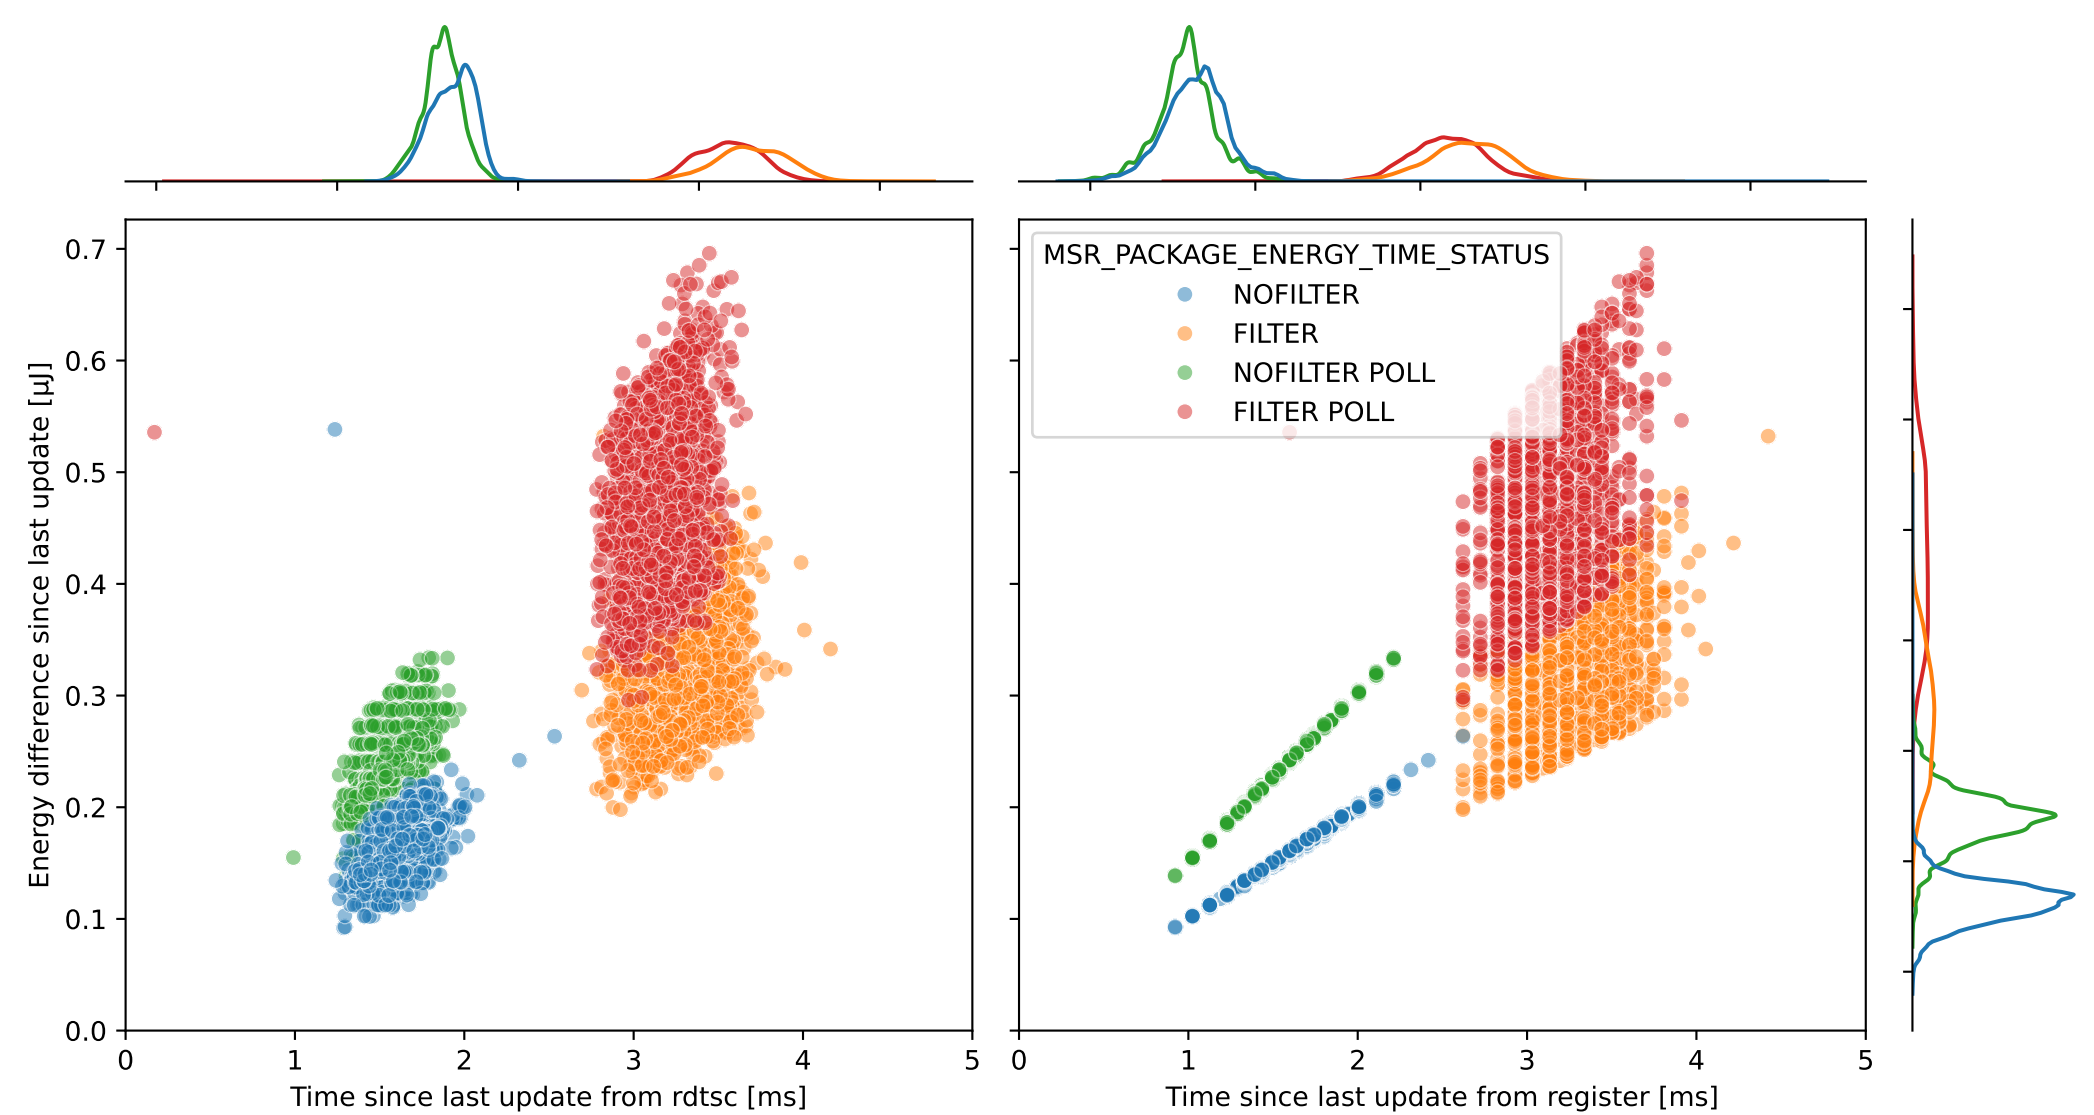 MSR_PACKAGE_ENERGY_TIME_STATUS
NOFILTER
FILTER
NOFILTER POLL
FILTER POLL
Energy difference since last update [µJ]
0.7
0.6
0.5
0.4
0.3
0.2
0.1
0.0
0 1 2 3 4 5
0 1 2 3 4 5
Time since last update from rdtsc [ms]
Time since last update from register [ms]